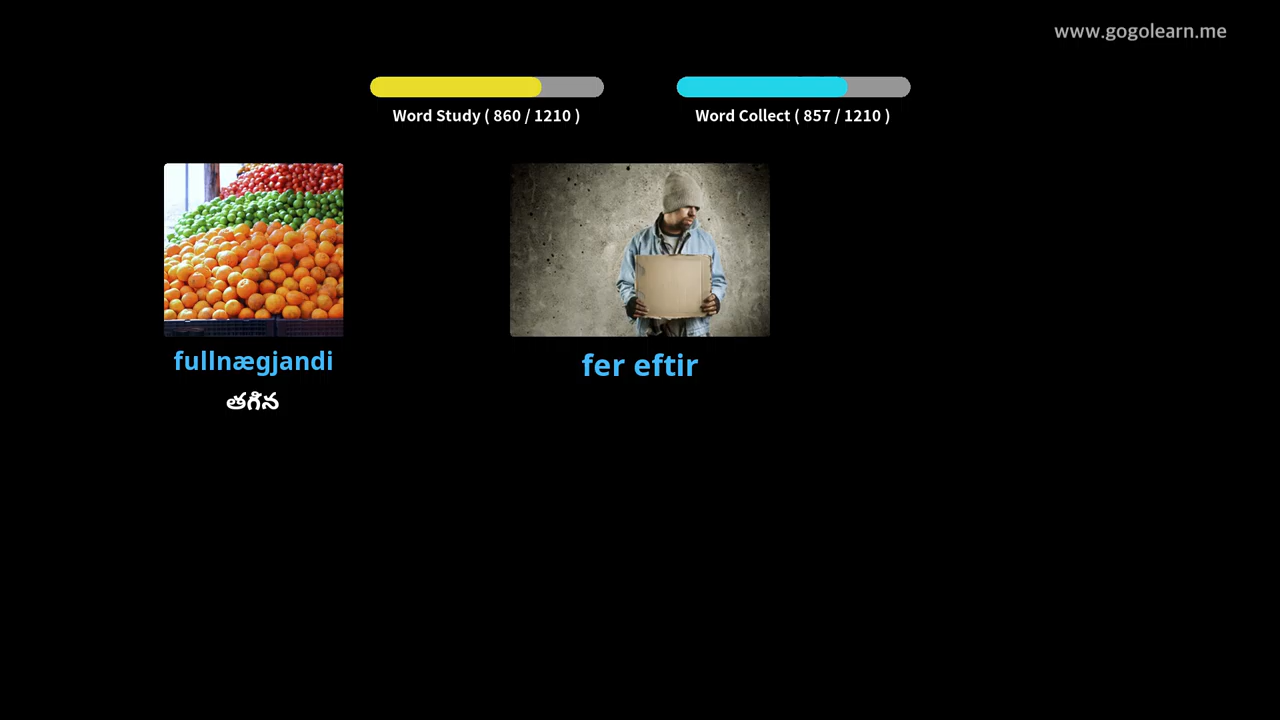 www.gogolearn.me
Word Study ( 860 / 1210 )
Word Collect ( 857 / 1210 )
fullnægjandi
fer eftir
తగిన